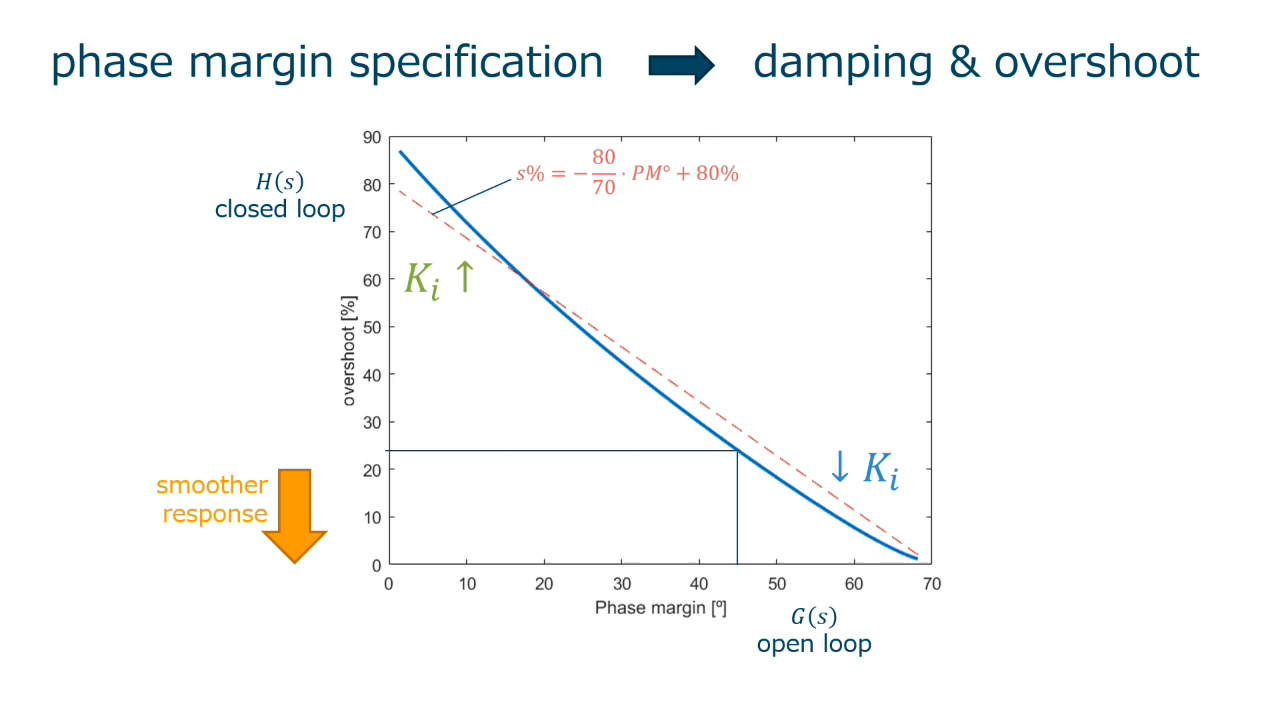 phase margin specification
damping & overshoot
H(s)
closed loop
s% = −80/70 · PM° + 80%
K_i ↑
↓ K_i
smoother
response
overshoot [%]
90
80
70
60
50
40
30
20
10
0
0 10 20 30 40 50 60 70
Phase margin [º]
G(s)
open loop